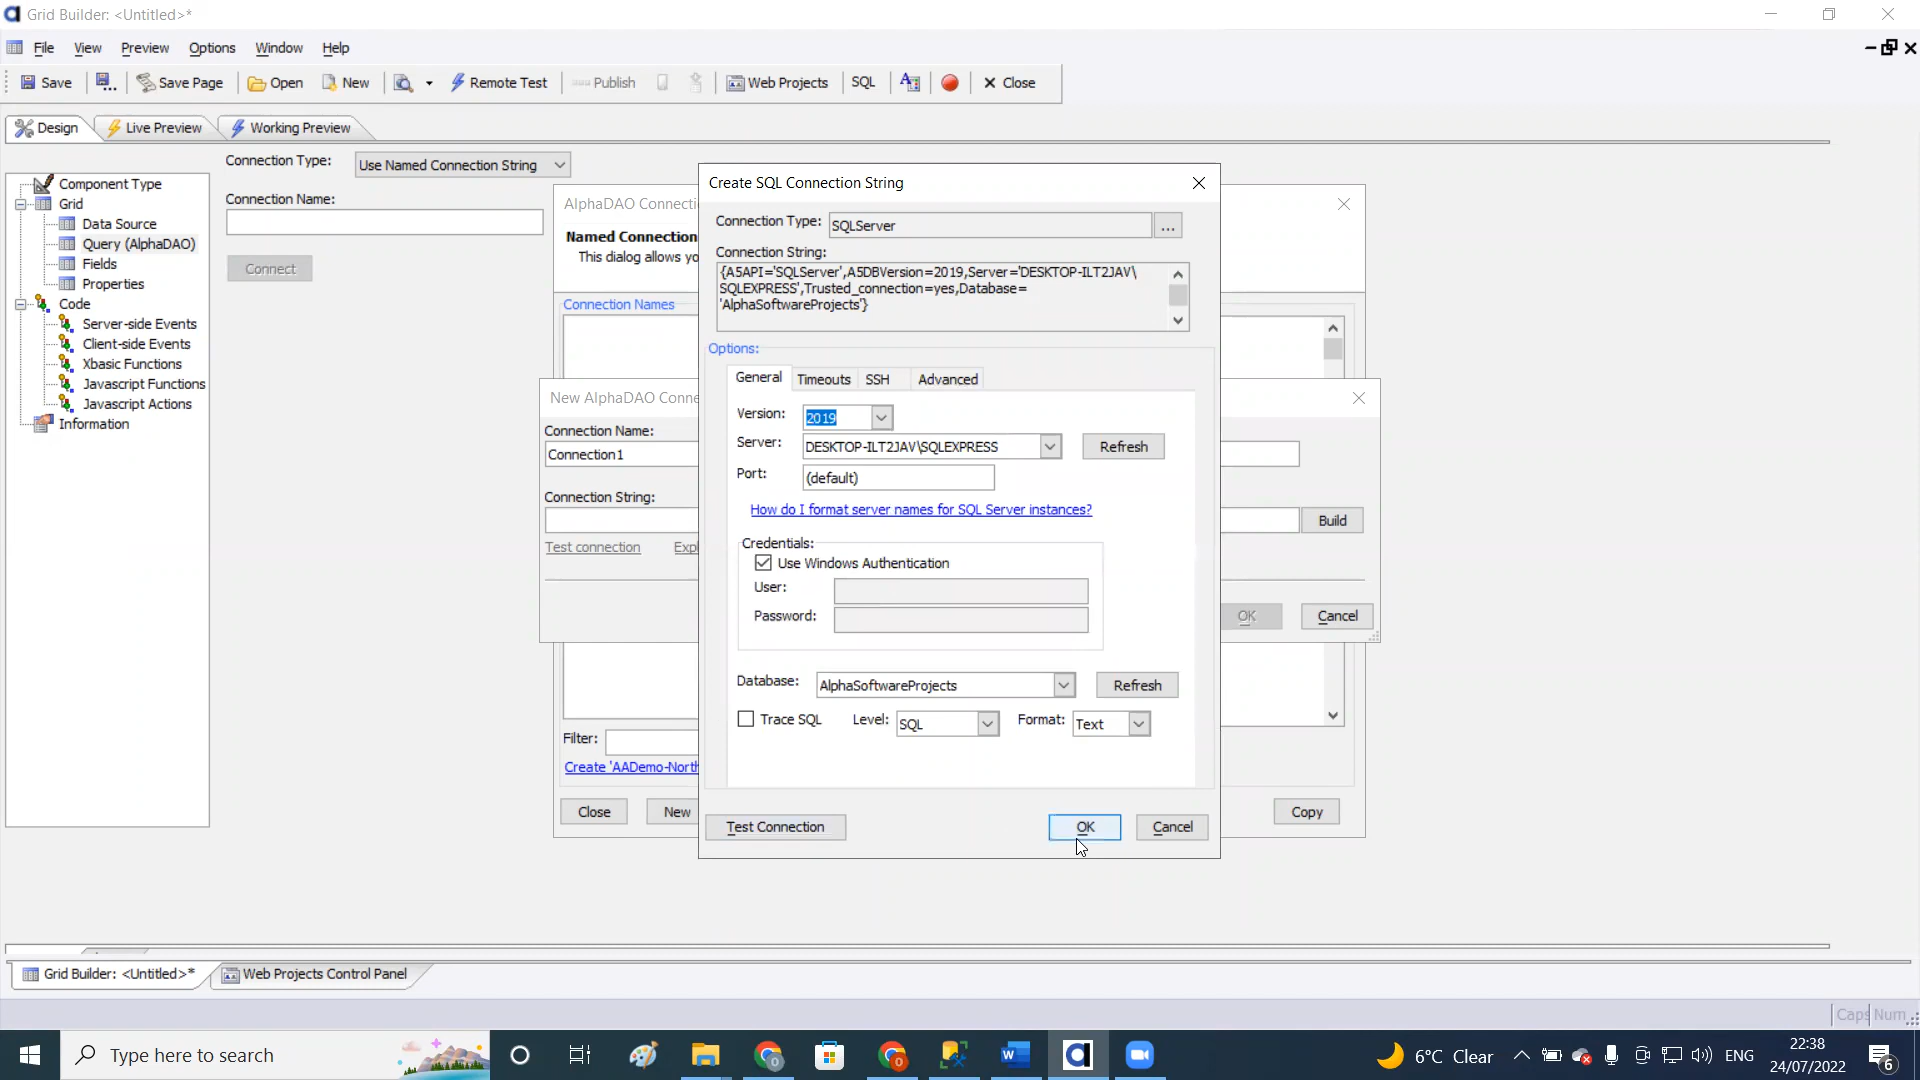 Grid Builder: <Untitled>*
File View Preview Options Window Help
Save Save Page Open New Remote Test Publish Web Projects SQL Close
Design Live Preview Working Preview
Component Type
Grid
Data Source
Query (AlphaDAO)
Fields
Properties
Code
Server-side Events
Client-side Events
Xbasic Functions
Javascript Functions
Javascript Actions
Information
Connection Type: Use Named Connection String
Connection Name:
Connect
AlphaDAO Connecti
Named Connection
This dialog allows yo
Connection Names
New AlphaDAO Conne
Connection Name:
Connection1
Connection String:
Build
Test connection Expl
OK Cancel
Filter:
Create 'AADemo-North
Close New Copy
Create SQL Connection String
Connection Type: SQLServer ...
Connection String:
{A5API='SQLServer',A5DBVersion=2019,Server='DESKTOP-ILT2JAV\
SQLEXPRESS',Trusted_connection=yes,Database=
'AlphaSoftwareProjects'}
Options:
General Timeouts SSH Advanced
Version: 2019
Server: DESKTOP-ILT2JAV\SQLEXPRESS Refresh
Port: (default)
How do I format server names for SQL Server instances?
Credentials:
Use Windows Authentication
User:
Password:
Database: AlphaSoftwareProjects Refresh
Trace SQL Level: SQL Format: Text
Test Connection OK Cancel
Grid Builder: <Untitled>* Web Projects Control Panel
Caps Num
Type here to search
6°C Clear ENG
22:38
24/07/2022
6